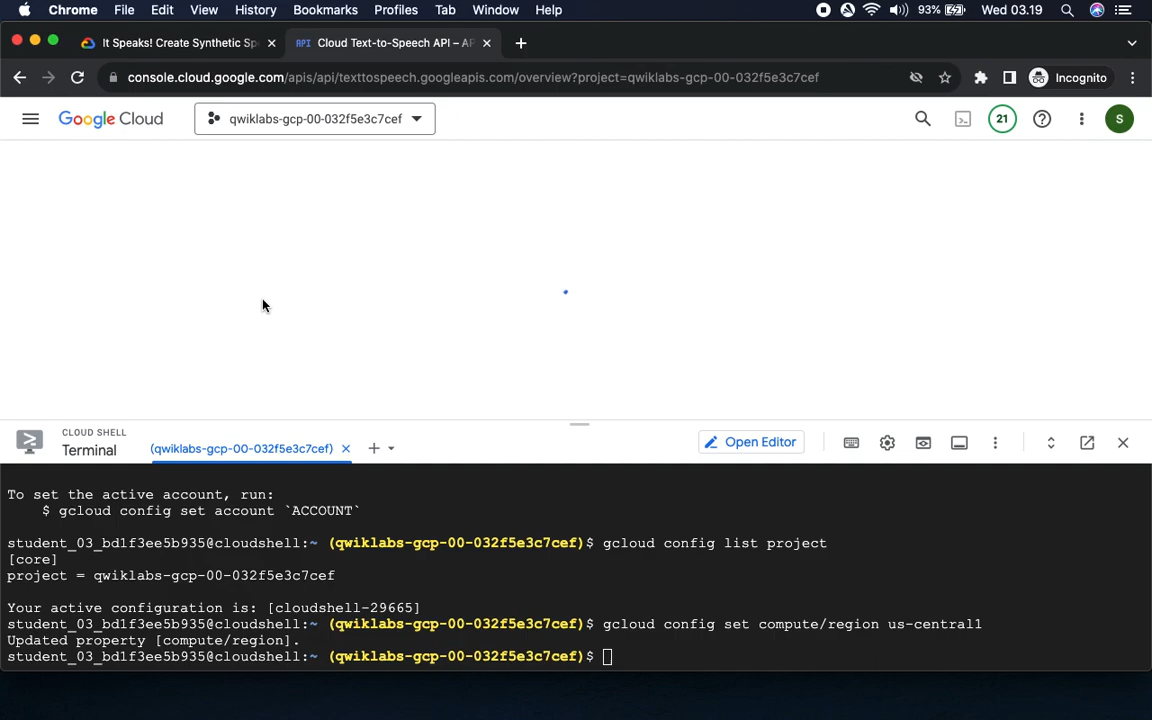 Chrome File Edit View History Bookmarks Profiles Tab Window Help 93% Wed 03.19
It Speaks! Create Synthetic Sp
API Cloud Text-to-Speech API – AP
console.cloud.google.com/apis/api/texttospeech.googleapis.com/overview?project=qwiklabs-gcp-00-032f5e3c7cef Incognito
Google Cloud qwiklabs-gcp-00-032f5e3c7cef 21 S
CLOUD SHELL
Terminal (qwiklabs-gcp-00-032f5e3c7cef) Open Editor
To set the active account, run:
$ gcloud config set account `ACCOUNT`
student_03_bd1f3ee5b935@cloudshell:~ (qwiklabs-gcp-00-032f5e3c7cef)$ gcloud config list project
[core]
project = qwiklabs-gcp-00-032f5e3c7cef
Your active configuration is: [cloudshell-29665]
student_03_bd1f3ee5b935@cloudshell:~ (qwiklabs-gcp-00-032f5e3c7cef)$ gcloud config set compute/region us-central1
Updated property [compute/region].
student_03_bd1f3ee5b935@cloudshell:~ (qwiklabs-gcp-00-032f5e3c7cef)$